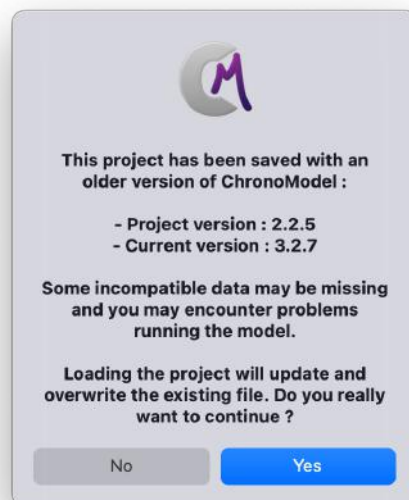 CM
This project has been saved with an
older version of ChronoModel :
- Project version : 2.2.5
- Current version : 3.2.7
Some incompatible data may be missing
and you may encounter problems
running the model.
Loading the project will update and
overwrite the existing file. Do you really
want to continue ?
No
Yes